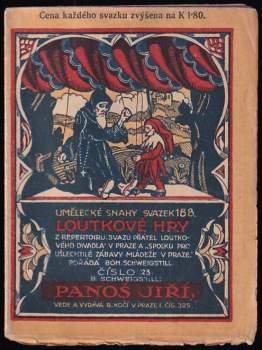 Cena každého svazku zvýšena na K 1·80.
UMĚLECKÉ SNAHY SVAZEK 188.
LOUTKOVÉ HRY
Z REPERTOIRU „SVAZU PŘÁTEL LOUTKO-
VÉHO DIVADLA" V PRAZE A „SPOLKU PRO
UŠLECHTILÉ ZÁBAVY MLÁDEŽE V PRAZE."
POŘÁDÁ BOH. SCHWEIGSTILL.
ČÍSLO 23.
B. SCHWEIGSTILL:
PANOŠ JIŘÍ.
VEDE A VYDÁVÁ B. KOČÍ V PRAZE I. ČÍS. 325.